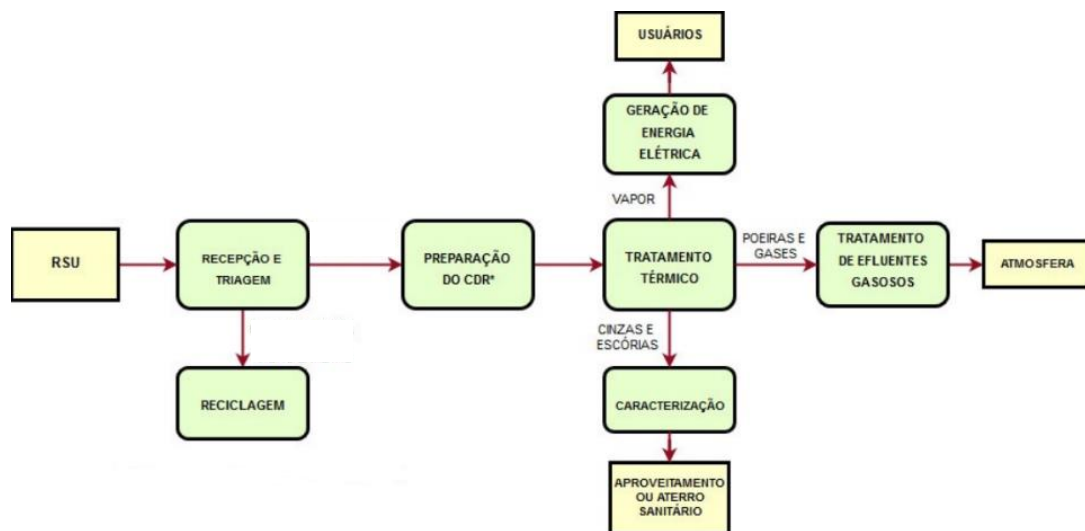 USUÁRIOS
GERAÇÃO DE
ENERGIA
ELÉTRICA
VAPOR
RSU
RECEPÇÃO E
TRIAGEM
PREPARAÇÃO
DO CDR*
TRATAMENTO
TÉRMICO
POEIRAS E
GASES
TRATAMENTO
DE EFLUENTES
GASOSOS
ATMOSFERA
CINZAS E
ESCÓRIAS
RECICLAGEM
CARACTERIZAÇÃO
APROVEITAMENTO
OU ATERRO
SANITÁRIO